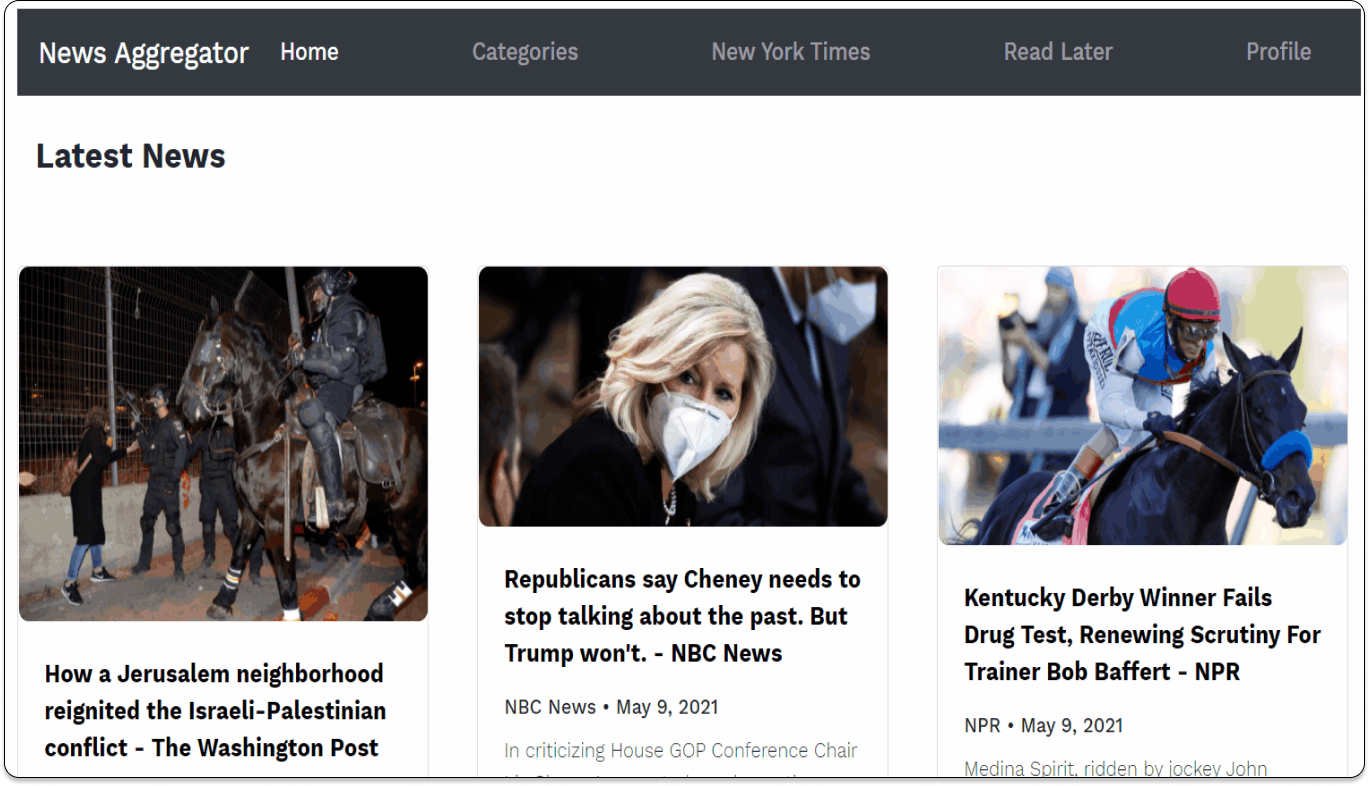 News Aggregator Home Categories New York Times Read Later Profile
Latest News
How a Jerusalem neighborhood
reignited the Israeli-Palestinian
conflict - The Washington Post
Republicans say Cheney needs to
stop talking about the past. But
Trump won't. - NBC News
NBC News • May 9, 2021
In criticizing House GOP Conference Chair
Kentucky Derby Winner Fails
Drug Test, Renewing Scrutiny For
Trainer Bob Baffert - NPR
NPR • May 9, 2021
Medina Spirit, ridden by jockey John